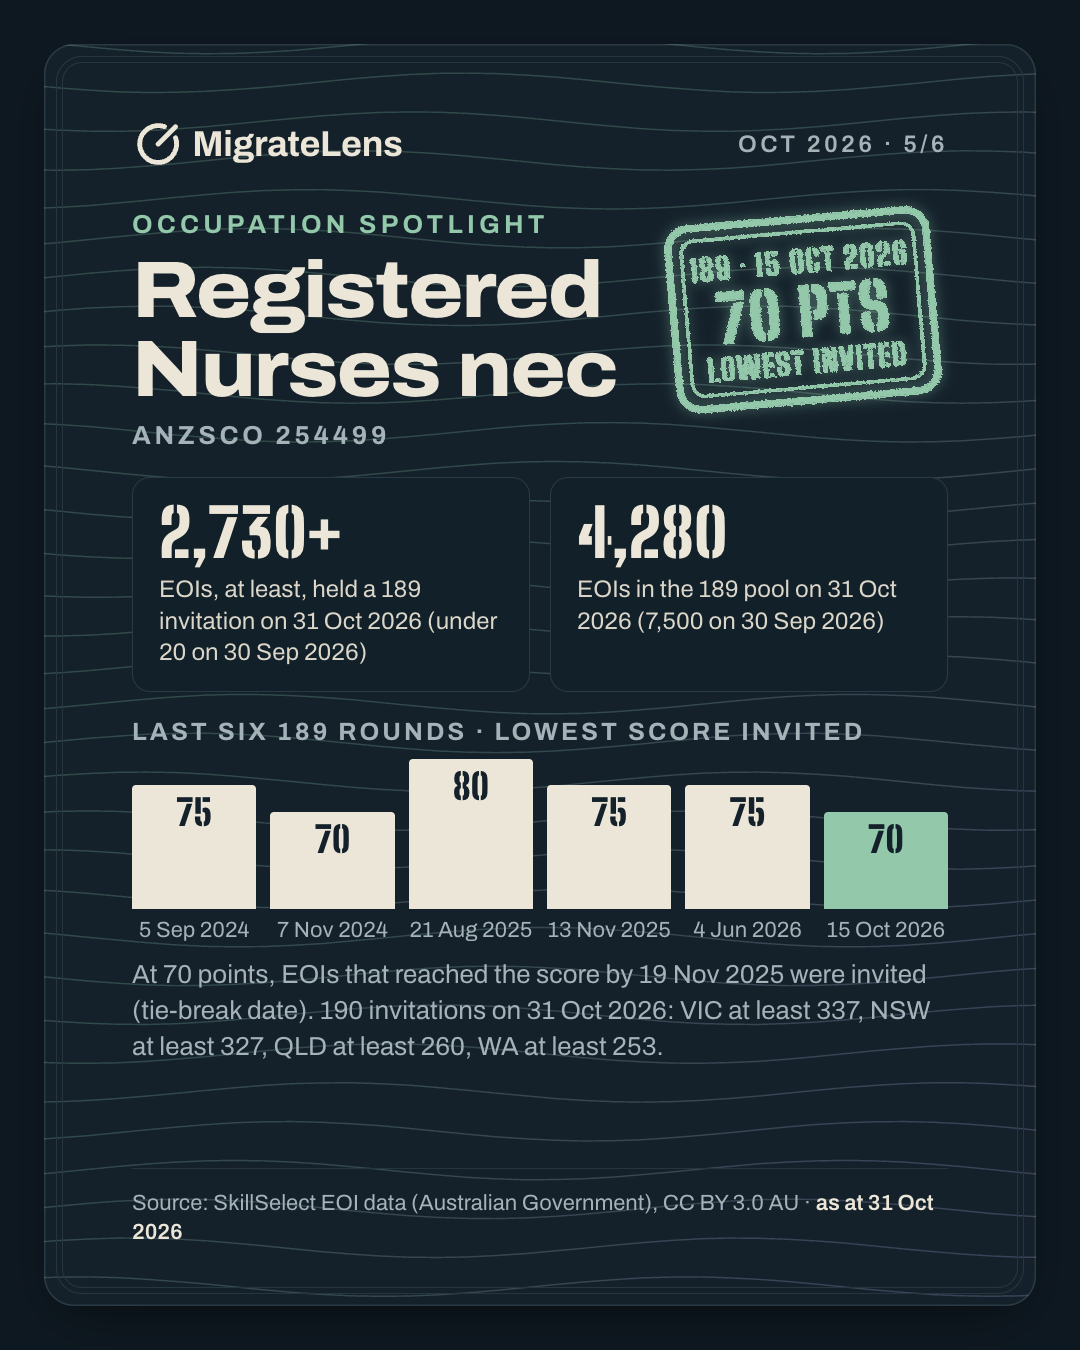 MigrateLens
OCT 2026 · 5/6
OCCUPATION SPOTLIGHT
Registered
Nurses nec
ANZSCO 254499
189 · 15 OCT 2026
70 PTS
LOWEST INVITED
2,730+
EOIs, at least, held a 189
invitation on 31 Oct 2026 (under
20 on 30 Sep 2026)
4,280
EOIs in the 189 pool on 31 Oct
2026 (7,500 on 30 Sep 2026)
LAST SIX 189 ROUNDS · LOWEST SCORE INVITED
75
70
80
75
75
70
5 Sep 2024
7 Nov 2024
21 Aug 2025
13 Nov 2025
4 Jun 2026
15 Oct 2026
At 70 points, EOIs that reached the score by 19 Nov 2025 were invited
(tie-break date). 190 invitations on 31 Oct 2026: VIC at least 337, NSW
at least 327, QLD at least 260, WA at least 253.
Source: SkillSelect EOI data (Australian Government), CC BY 3.0 AU · as at 31 Oct
2026